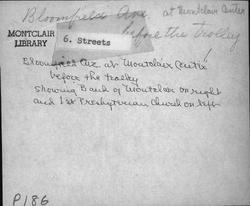 Bloomfield Ave. at Montclair Center
before the trolley
MONTCLAIR
LIBRARY
6. Streets
Bloomfield Ave at Montclair Center
before the trolley
showing Bank of Montclair on right
and 1st Presbyterian Church on left
P186